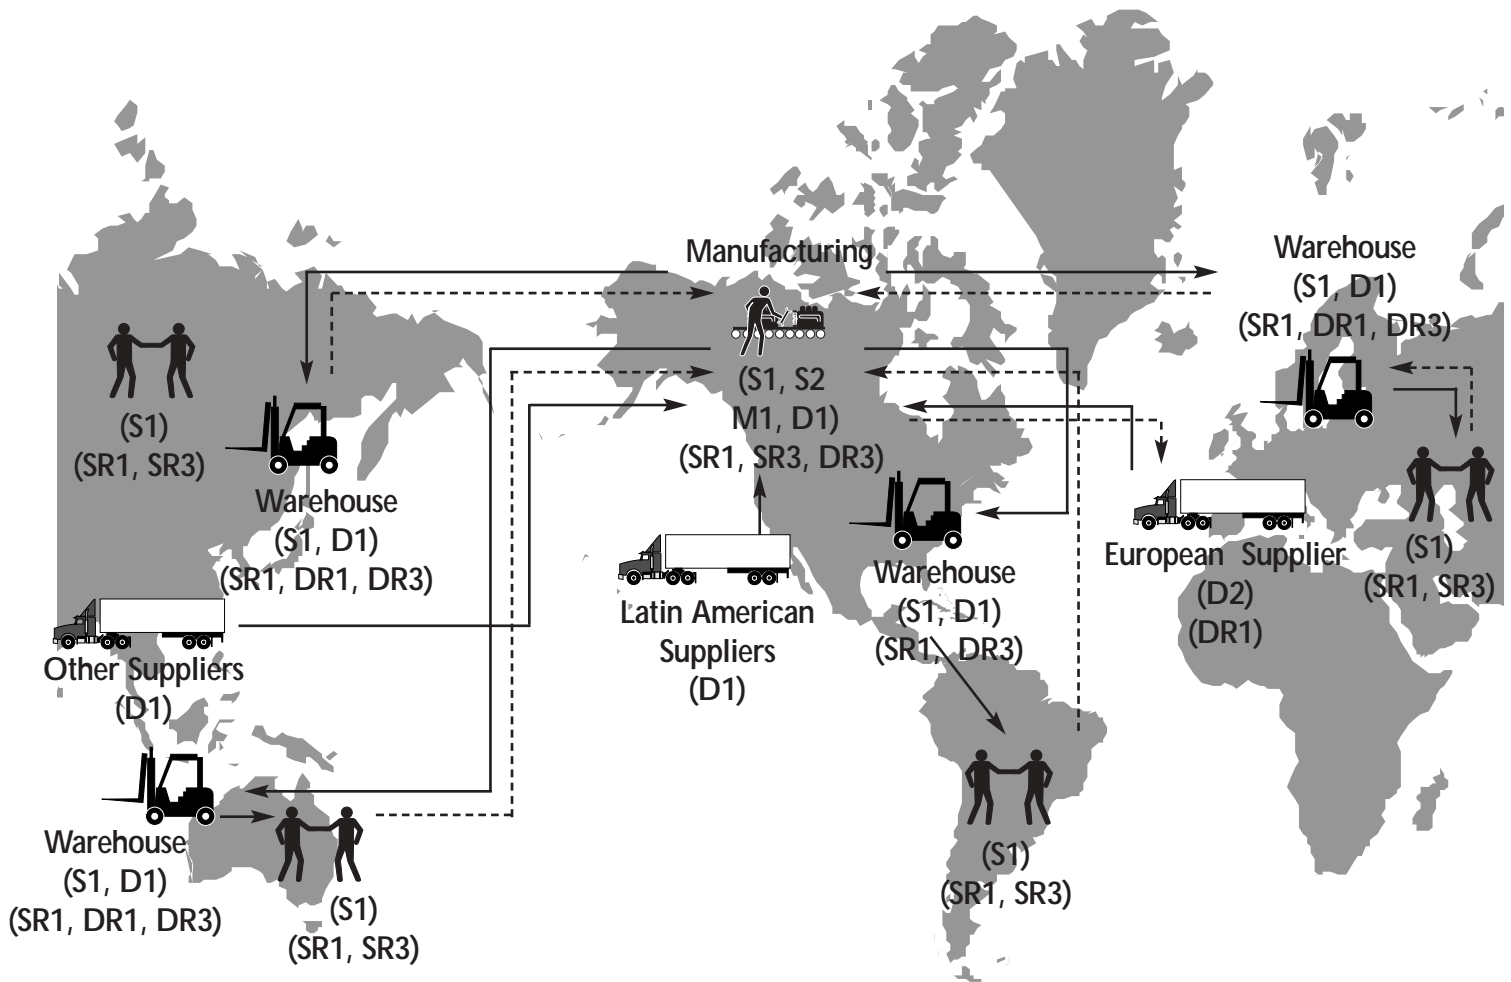 Manufacturing
(S1, S2
M1, D1)
(SR1, SR3, DR3)
Warehouse
(S1, D1)
(SR1, DR1, DR3)
(S1)
(SR1, SR3)
Warehouse
(S1, D1)
(SR1, DR1, DR3)
Other Suppliers
(D1)
Latin American
Suppliers
(D1)
Warehouse
(S1, D1)
(SR1, DR3)
European Supplier
(D2)
(DR1)
(S1)
(SR1, SR3)
Warehouse
(S1, D1)
(SR1, DR1, DR3)
(S1)
(SR1, SR3)
(S1)
(SR1, SR3)